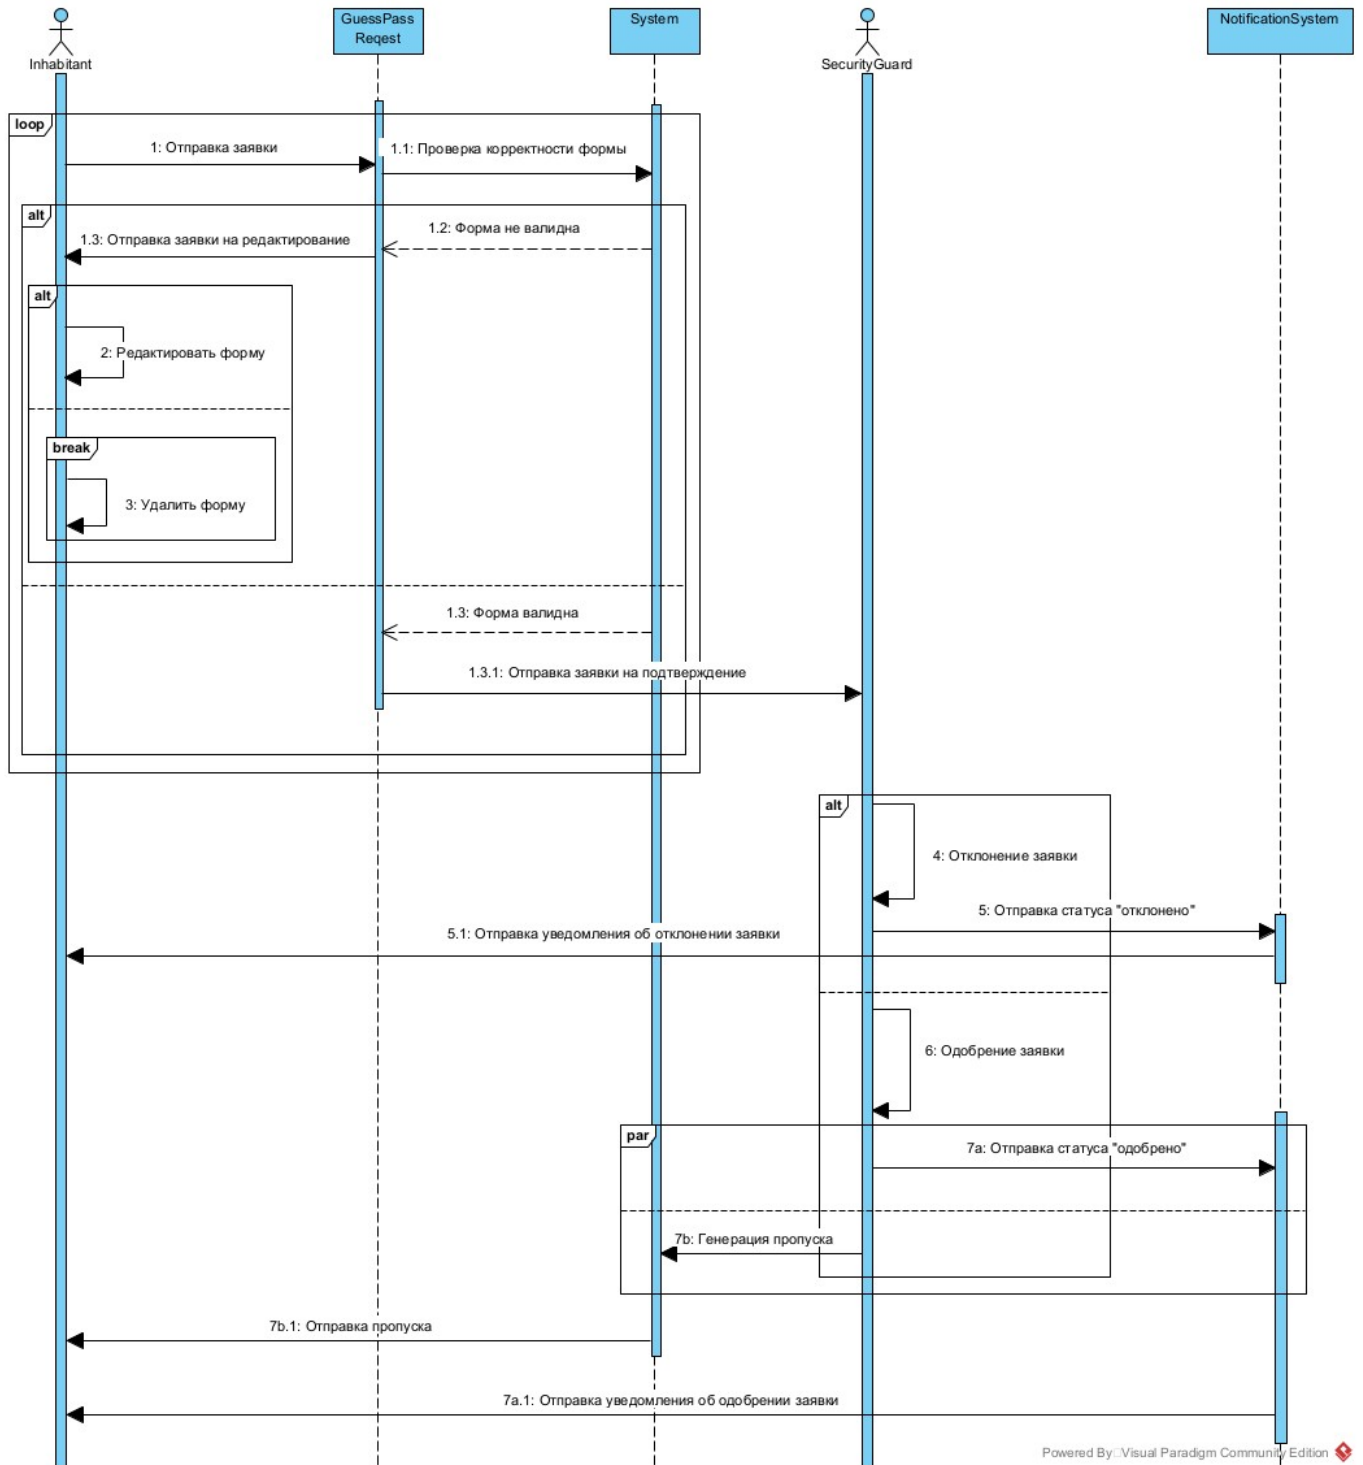 Inhabitant
GuessPass
Reqest
System
SecurityGuard
NotificationSystem
loop
1: Отправка заявки
1.1: Проверка корректности формы
alt
1.2: Форма не валидна
1.3: Отправка заявки на редактирование
alt
2: Редактировать форму
break
3: Удалить форму
1.3: Форма валидна
1.3.1: Отправка заявки на подтверждение
alt
4: Отклонение заявки
5: Отправка статуса "отклонено"
5.1: Отправка уведомления об отклонении заявки
6: Одобрение заявки
par
7a: Отправка статуса "одобрено"
7b: Генерация пропуска
7b.1: Отправка пропуска
7a.1: Отправка уведомления об одобрении заявки
Powered By Visual Paradigm Community Edition